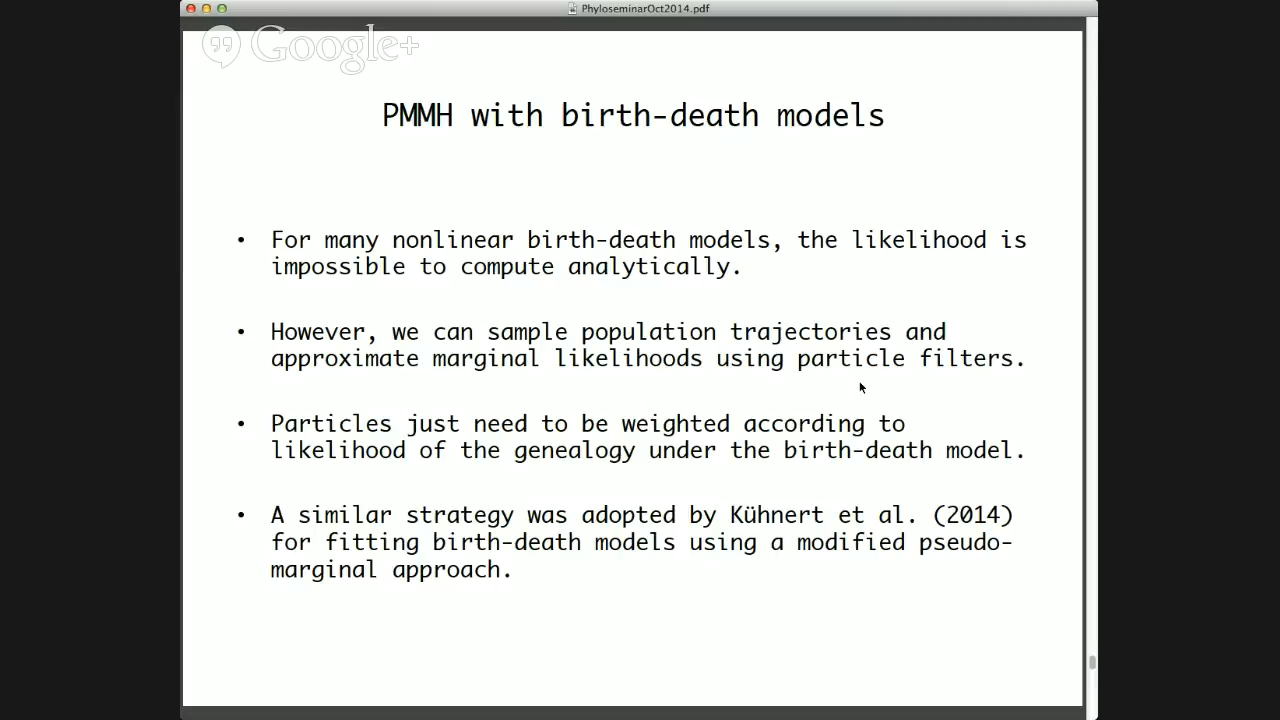 PhyloseminarOct2014.pdf
Google+
PMMH with birth-death models
• For many nonlinear birth-death models, the likelihood is
impossible to compute analytically.
• However, we can sample population trajectories and
approximate marginal likelihoods using particle filters.
• Particles just need to be weighted according to
likelihood of the genealogy under the birth-death model.
• A similar strategy was adopted by Kühnert et al. (2014)
for fitting birth-death models using a modified pseudo-
marginal approach.